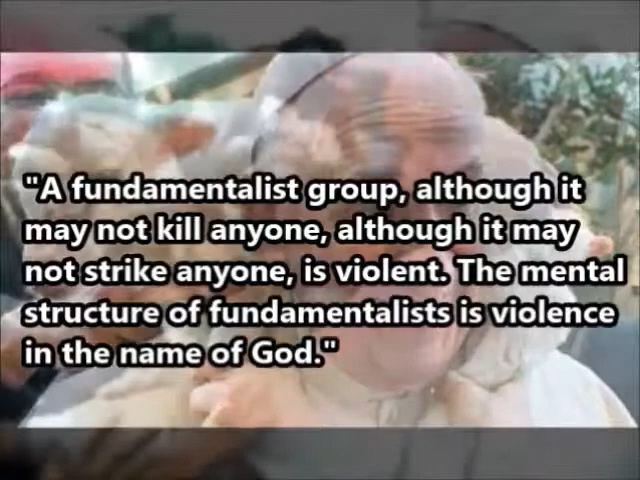 "A fundamentalist group, although it
may not kill anyone, although it may
not strike anyone, is violent. The mental
structure of fundamentalists is violence
in the name of God."